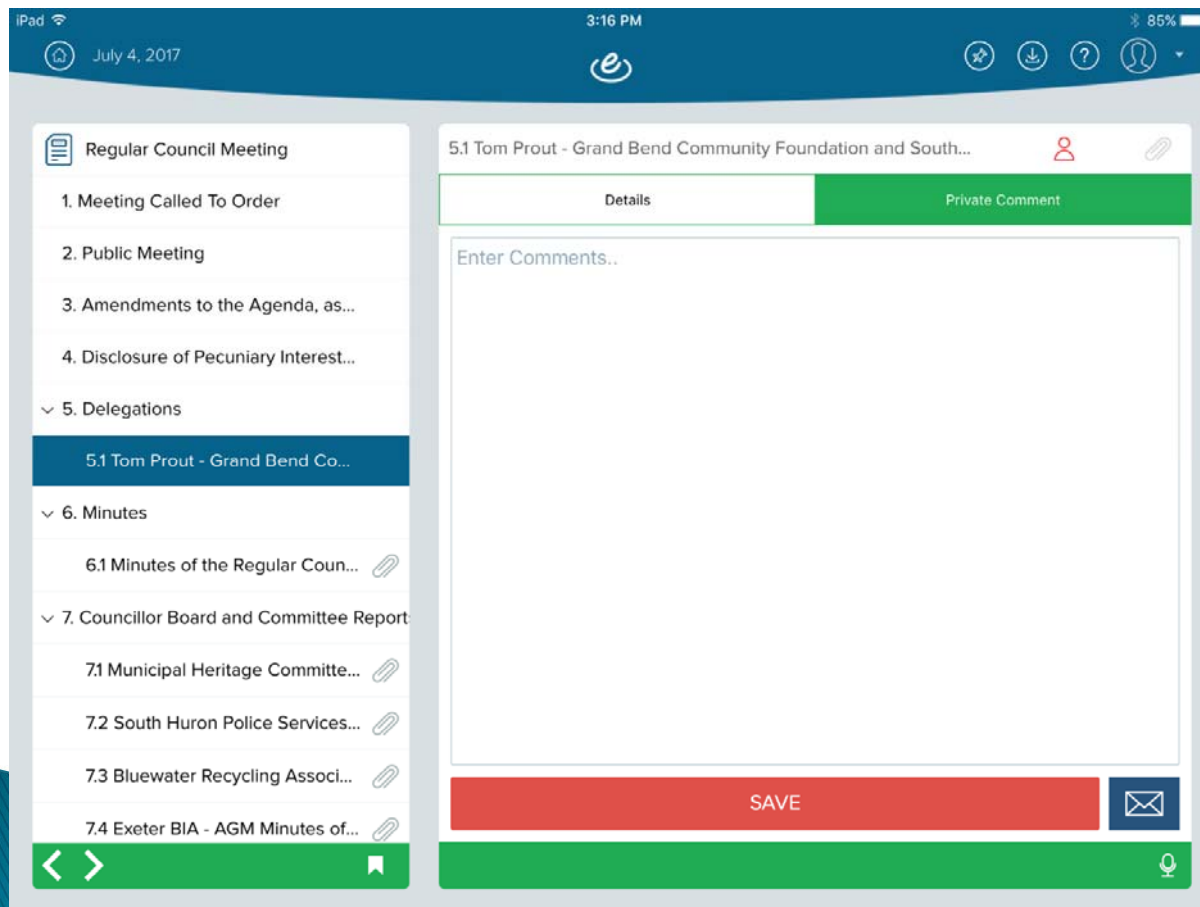 iPad 3:16 PM 85%
July 4, 2017
e
Regular Council Meeting
1. Meeting Called To Order
2. Public Meeting
3. Amendments to the Agenda, as...
4. Disclosure of Pecuniary Interest...
5. Delegations
5.1 Tom Prout - Grand Bend Co...
6. Minutes
6.1 Minutes of the Regular Coun...
7. Councillor Board and Committee Report
7.1 Municipal Heritage Committe...
7.2 South Huron Police Services...
7.3 Bluewater Recycling Associ...
7.4 Exeter BIA - AGM Minutes of...
5.1 Tom Prout - Grand Bend Community Foundation and South...
Details Private Comment
Enter Comments..
SAVE